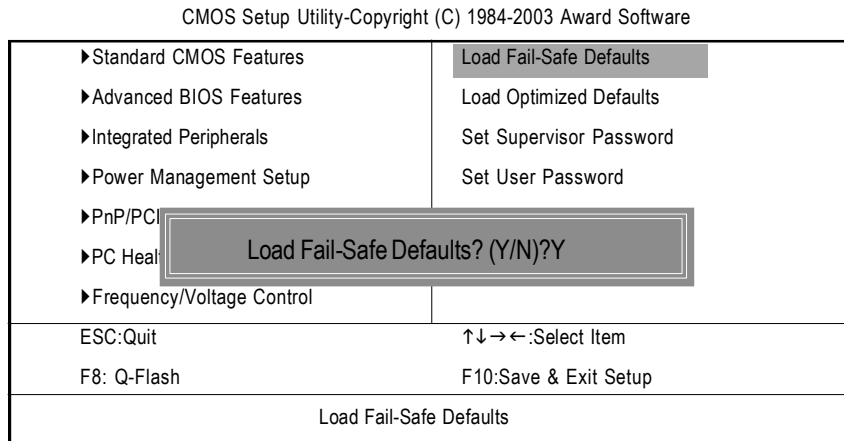 CMOS Setup Utility-Copyright (C) 1984-2003 Award Software
▶Standard CMOS Features Load Fail-Safe Defaults
▶Advanced BIOS Features Load Optimized Defaults
▶Integrated Peripherals Set Supervisor Password
▶Power Management Setup Set User Password
▶PnP/PCI
▶PC Heal
Load Fail-Safe Defaults? (Y/N)?Y
▶Frequency/Voltage Control
ESC:Quit ↑↓→←:Select Item
F8: Q-Flash F10:Save & Exit Setup
Load Fail-Safe Defaults